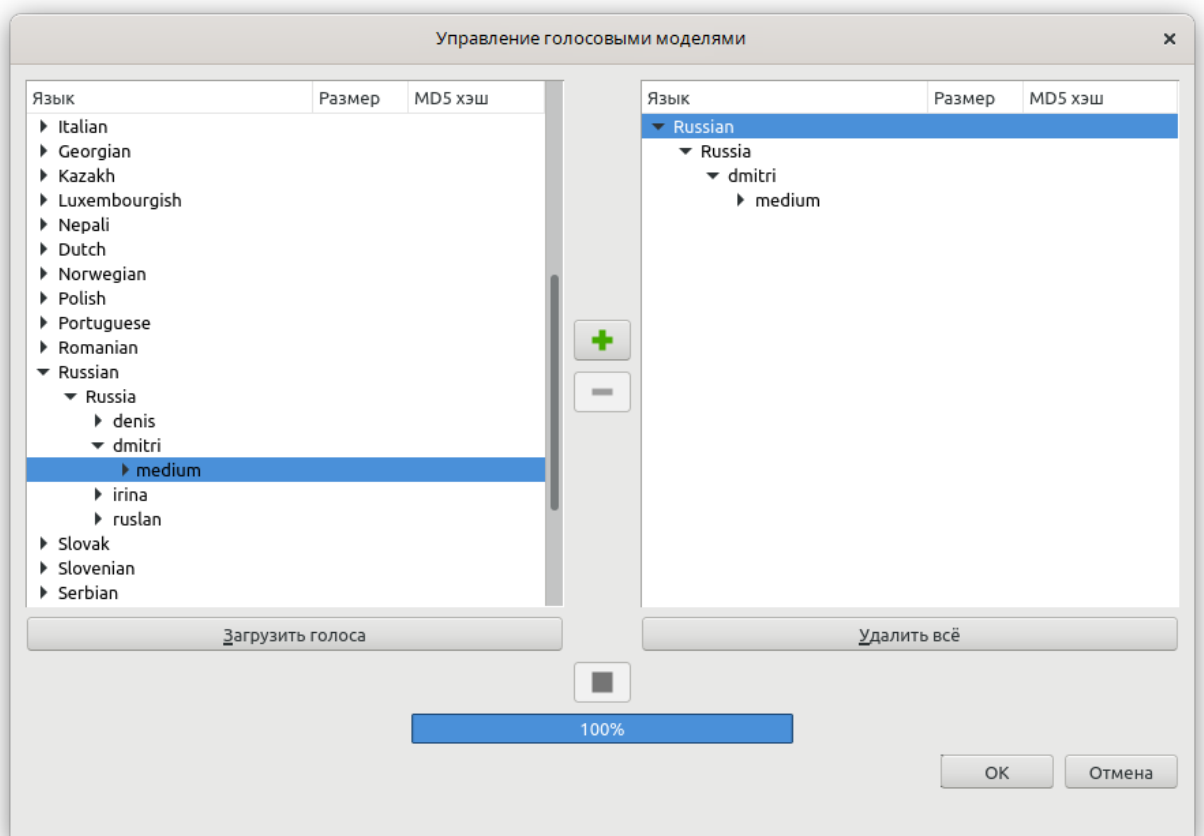 Управление голосовыми моделями
Язык Размер MD5 хэш
Italian
Georgian
Kazakh
Luxembourgish
Nepali
Dutch
Norwegian
Polish
Portuguese
Romanian
Russian
Russia
denis
dmitri
medium
irina
ruslan
Slovak
Slovenian
Serbian
Загрузить голоса
Язык Размер MD5 хэш
Russian
Russia
dmitri
medium
Удалить всё
100%
OK Отмена